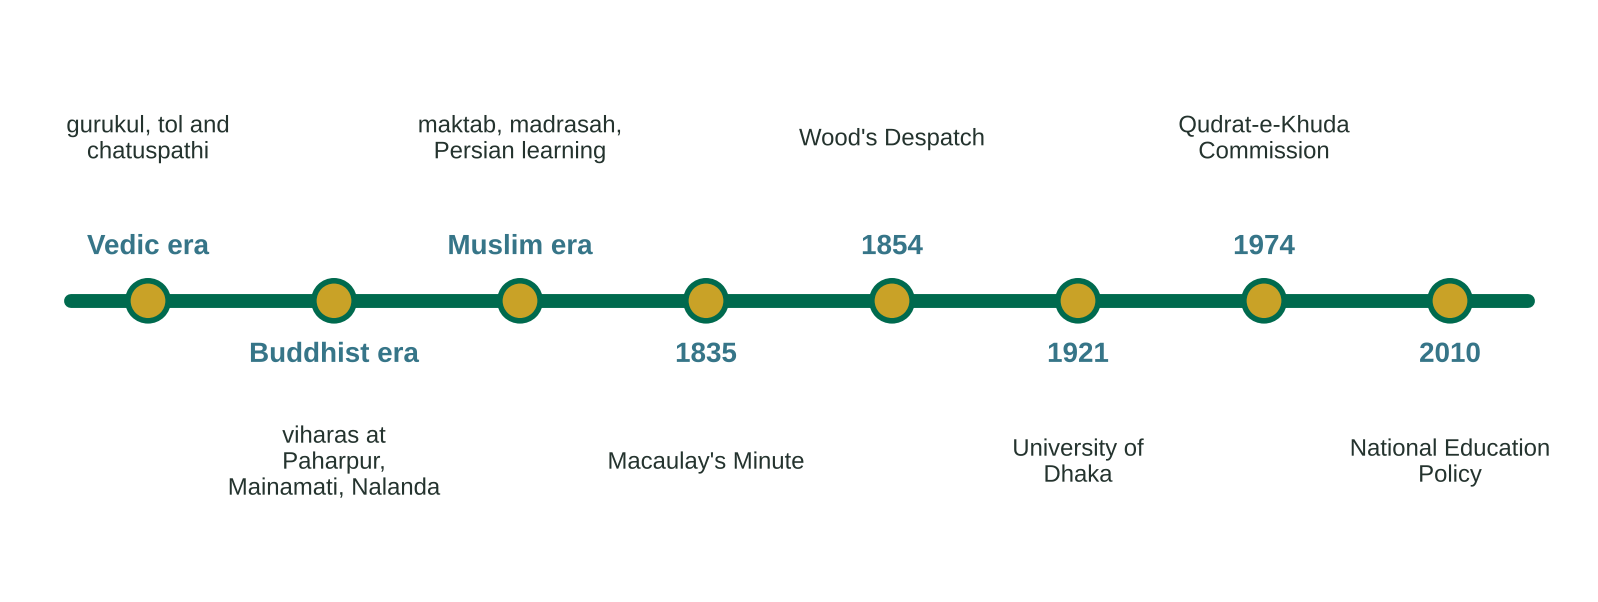 gurukul, tol and
chatuspathi
Vedic era
Buddhist era
viharas at
Paharpur,
Mainamati, Nalanda
maktab, madrasah,
Persian learning
Muslim era
1835
Macaulay's Minute
Wood's Despatch
1854
1921
University of
Dhaka
Qudrat-e-Khuda
Commission
1974
2010
National Education
Policy